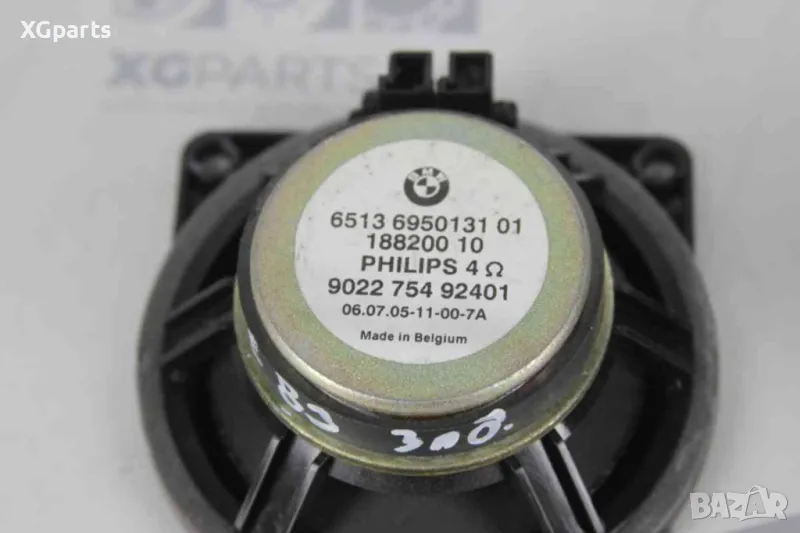 XGparts
XGPARTS
BMW
6513 6950131 01
188200 10
PHILIPS 4 Ω
9022 754 92401
06.07.05-11-00-7A
Made in Belgium
BAZAR